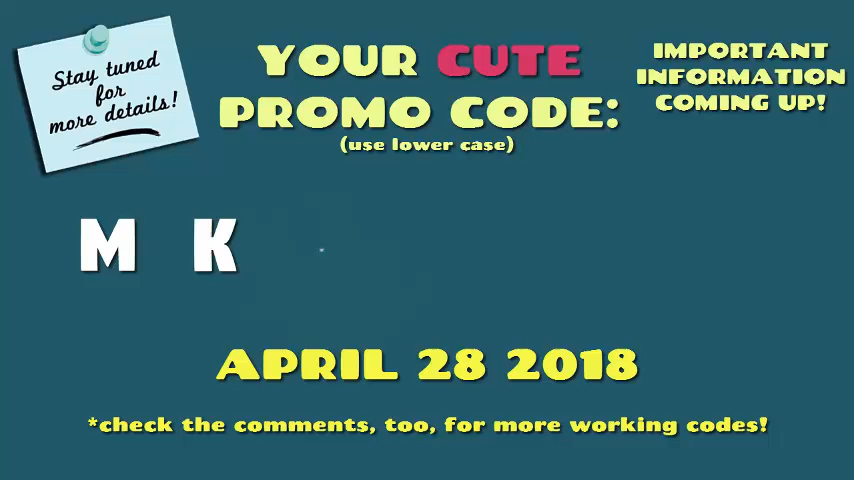 Stay tuned
for
more details!
YOUR CUTE
PROMO CODE:
(use lower case)
IMPORTANT
INFORMATION
COMING UP!
M K
APRIL 28 2018
*check the comments, too, for more working codes!